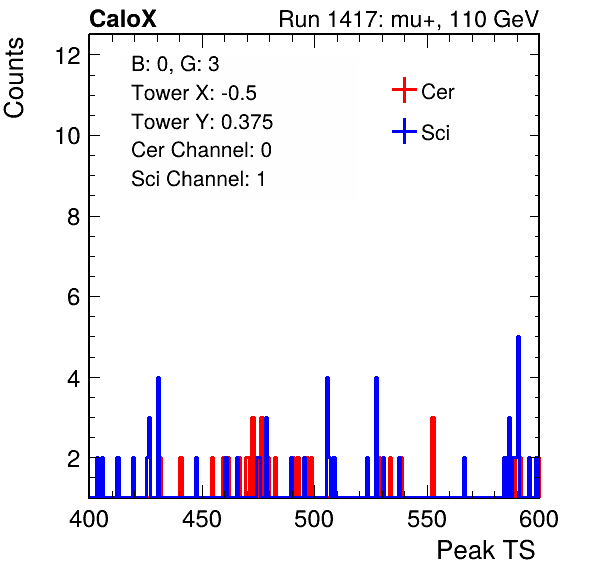 CaloX Run 1417: mu+, 110 GeV
Counts
12
10
8
6
4
2
B: 0, G: 3
Tower X: -0.5
Tower Y: 0.375
Cer Channel: 0
Sci Channel: 1
Cer
Sci
400 450 500 550 600
Peak TS